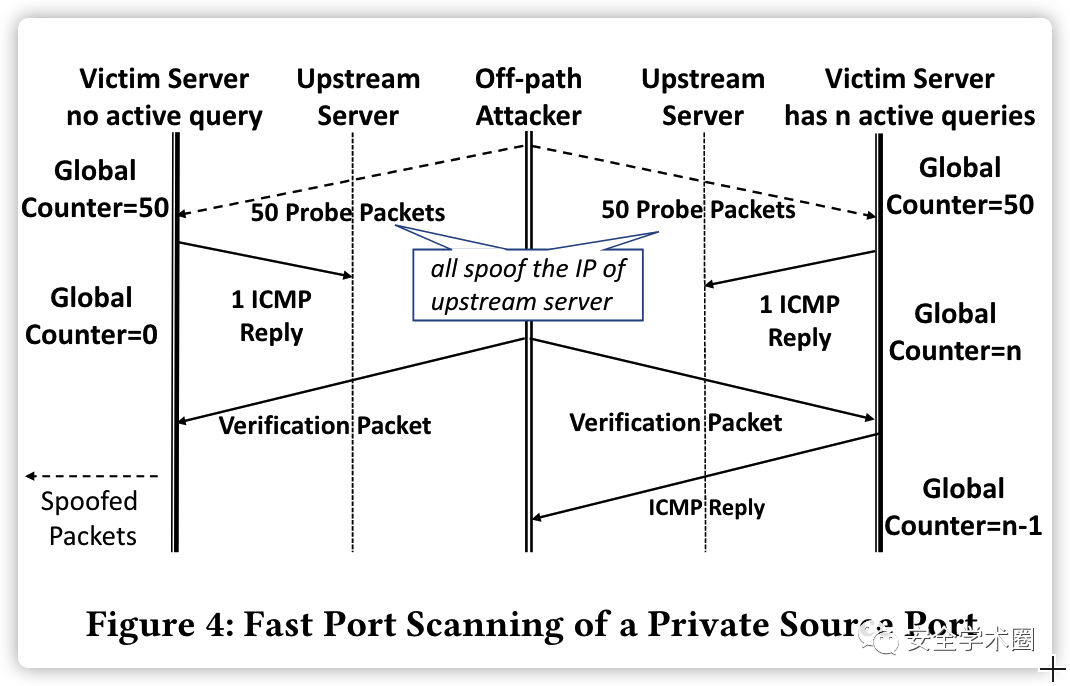 Victim Server
no active query
Upstream
Server
Off-path
Attacker
Upstream
Server
Victim Server
has n active queries
Global
Counter=50
50 Probe Packets
50 Probe Packets
Global
Counter=50
all spoof the IP of
upstream server
Global
Counter=0
1 ICMP
Reply
1 ICMP
Reply
Global
Counter=n
Verification Packet
Verification Packet
Spoofed
Packets
ICMP Reply
Global
Counter=n-1
Figure 4: Fast Port Scanning of a Private Source Port
安全学术圈